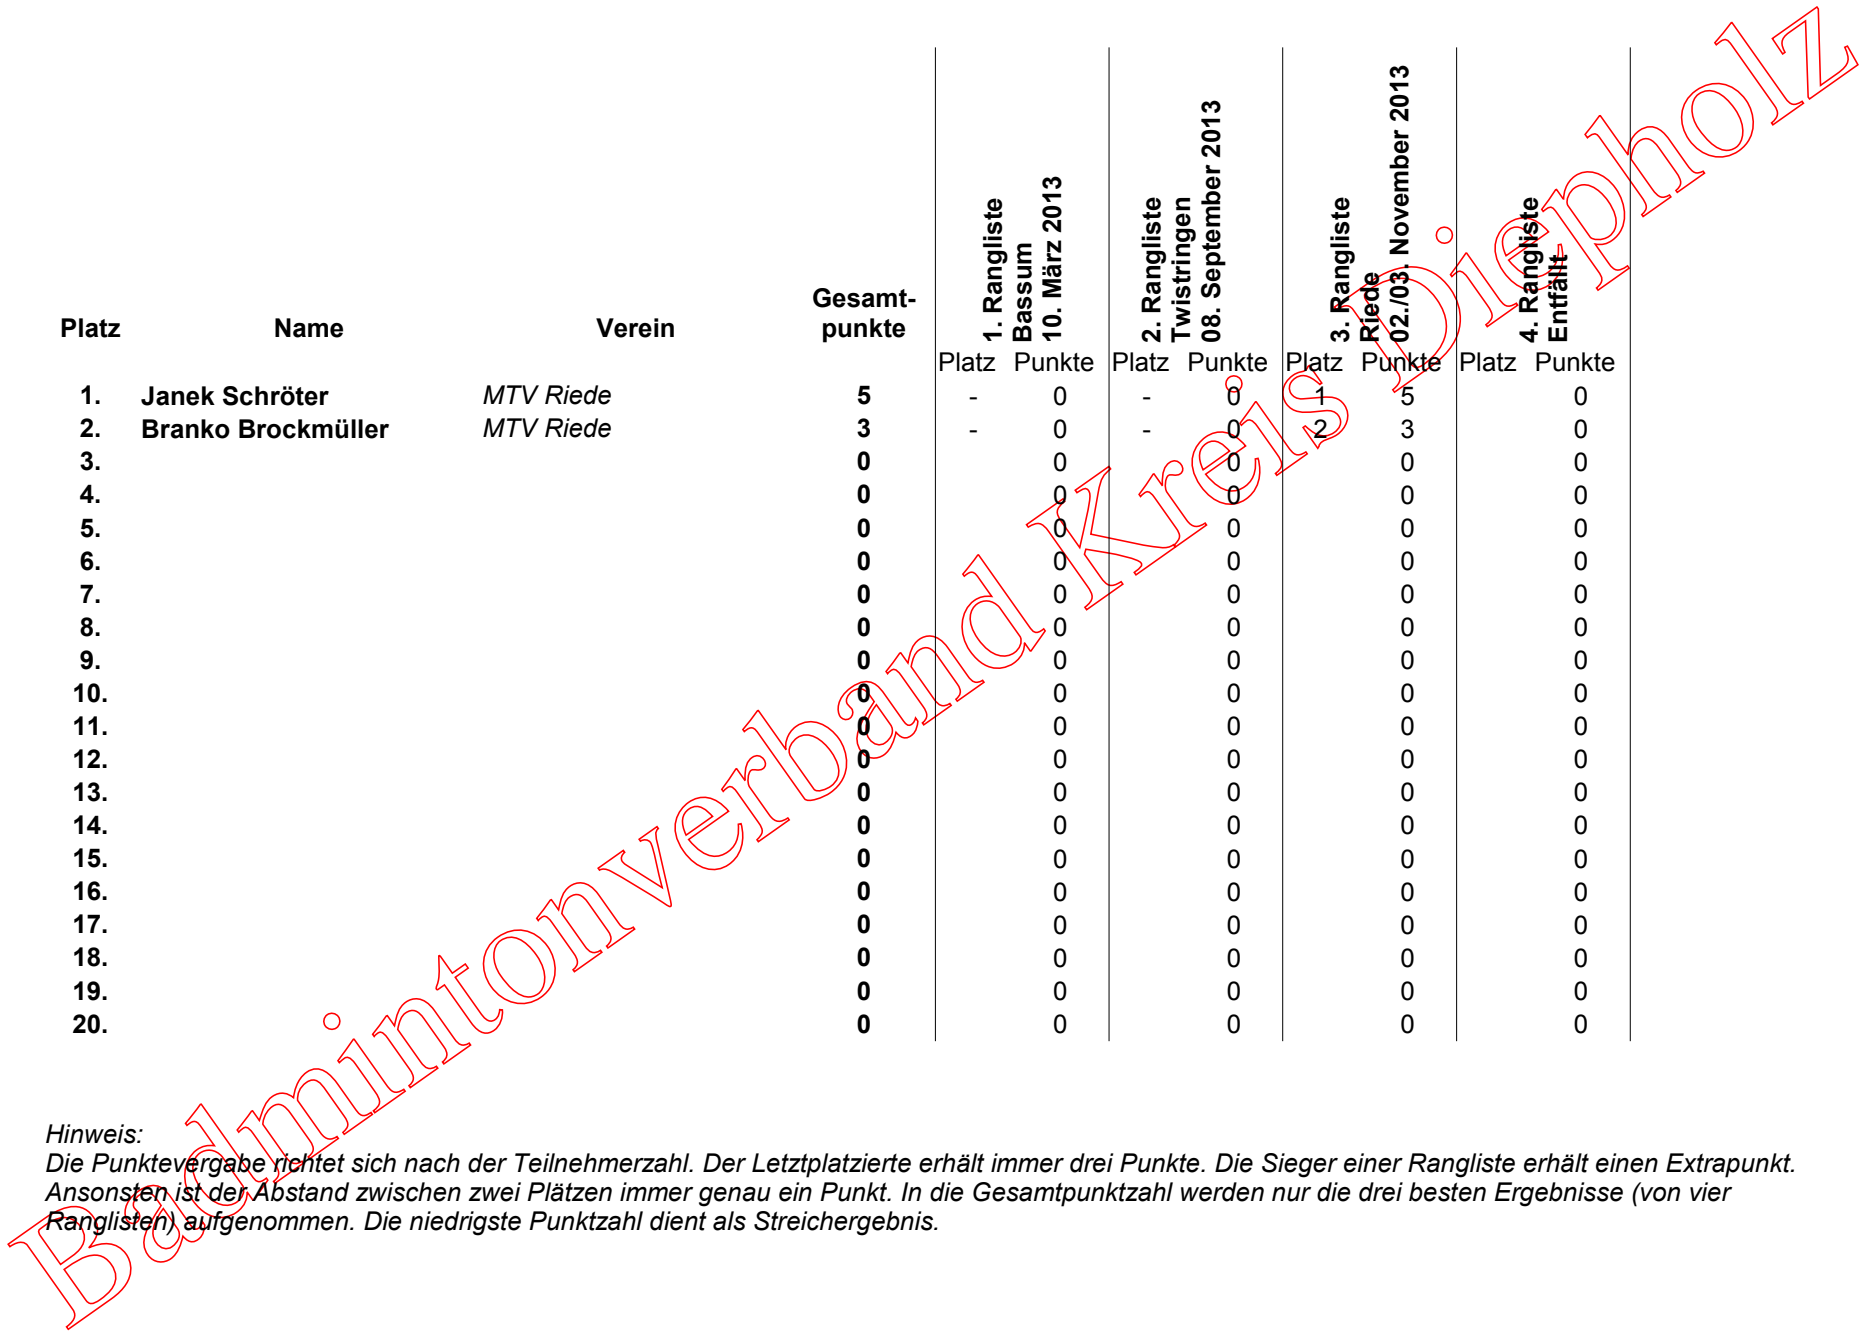 1. Rangliste
Bassum
10. März 2013
2. Rangliste
Twistringen
08. September 2013
3. Rangliste
Riede
02./03. November 2013
4. Rangliste
Entfällt
Platz Name Verein Gesamt-
punkte
Platz Punkte Platz Punkte Platz Punkte Platz Punkte
1. Janek Schröter MTV Riede 5 - 0 - 0 1 5 0
2. Branko Brockmüller MTV Riede 3 - 0 - 0 2 3 0
3. 0 0 0 0 0
4. 0 0 0 0 0
5. 0 0 0 0 0
6. 0 0 0 0 0
7. 0 0 0 0 0
8. 0 0 0 0 0
9. 0 0 0 0 0
10. 0 0 0 0 0
11. 0 0 0 0 0
12. 0 0 0 0 0
13. 0 0 0 0 0
14. 0 0 0 0 0
15. 0 0 0 0 0
16. 0 0 0 0 0
17. 0 0 0 0 0
18. 0 0 0 0 0
19. 0 0 0 0 0
20. 0 0 0 0 0
Hinweis:
Die Punktevergabe richtet sich nach der Teilnehmerzahl. Der Letztplatzierte erhält immer drei Punkte. Die Sieger einer Rangliste erhält einen Extrapunkt.
Ansonsten ist der Abstand zwischen zwei Plätzen immer genau ein Punkt. In die Gesamtpunktzahl werden nur die drei besten Ergebnisse (von vier
Ranglisten) aufgenommen. Die niedrigste Punktzahl dient als Streichergebnis.
Badmintonverband Kreis Diepholz